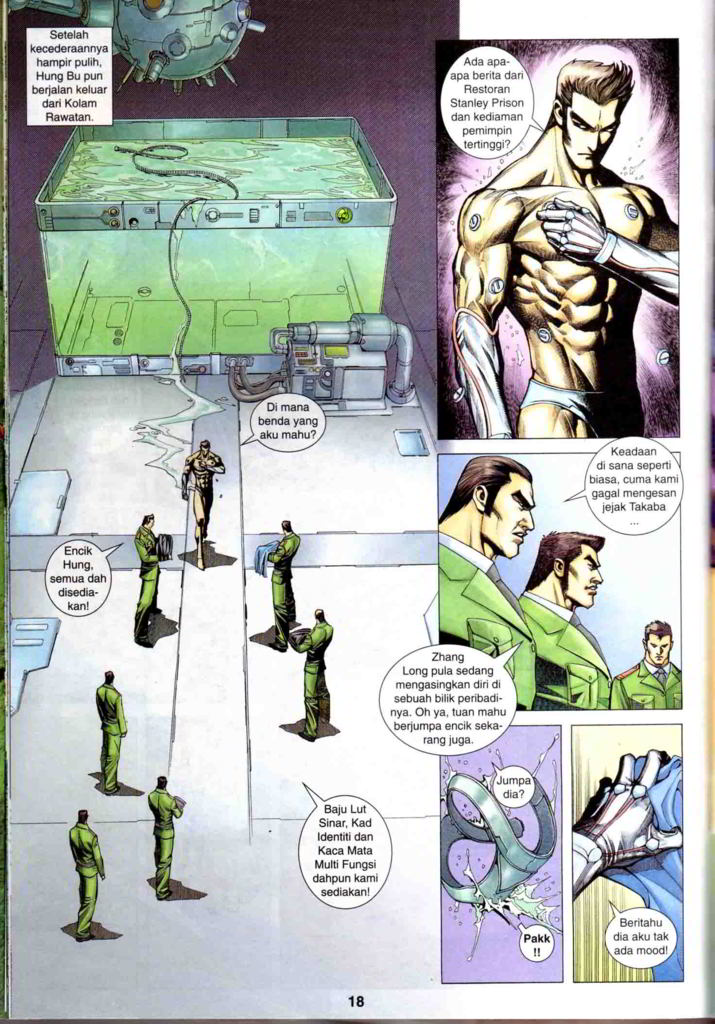 Setelah
kecederaannya
hampir pulih,
Hung Bu pun
berjalan keluar
dari Kolam
Rawatan.
Di mana
benda yang
aku mahu?
Encik
Hung,
semua dah
disedia-
kan!
Baju Lut
Sinar, Kad
Identiti dan
Kaca Mata
Multi Fungsi
dahpun kami
sediakan!
Ada apa-
apa berita dari
Restoran
Stanley Prison
dan kediaman
pemimpin
tertinggi?
Keadaan
di sana seperti
biasa, cuma kami
gagal mengesan
jejak Takaba
...
Zhang
Long pula sedang
mengasingkan diri di
sebuah bilik peribadi-
nya. Oh ya, tuan mahu
berjumpa encik seka-
rang juga.
Jumpa
dia?
Pakk
!!
Beritahu
dia aku tak
ada mood!
18